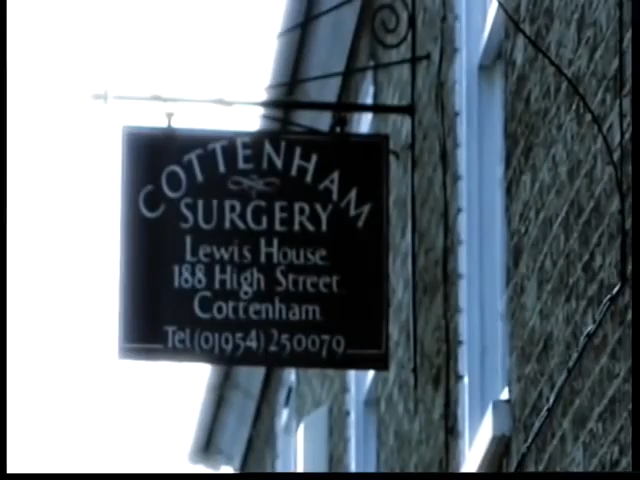 COTTENHAM
SURGERY
Lewis House
188 High Street
Cottenham
Tel (01954) 250079